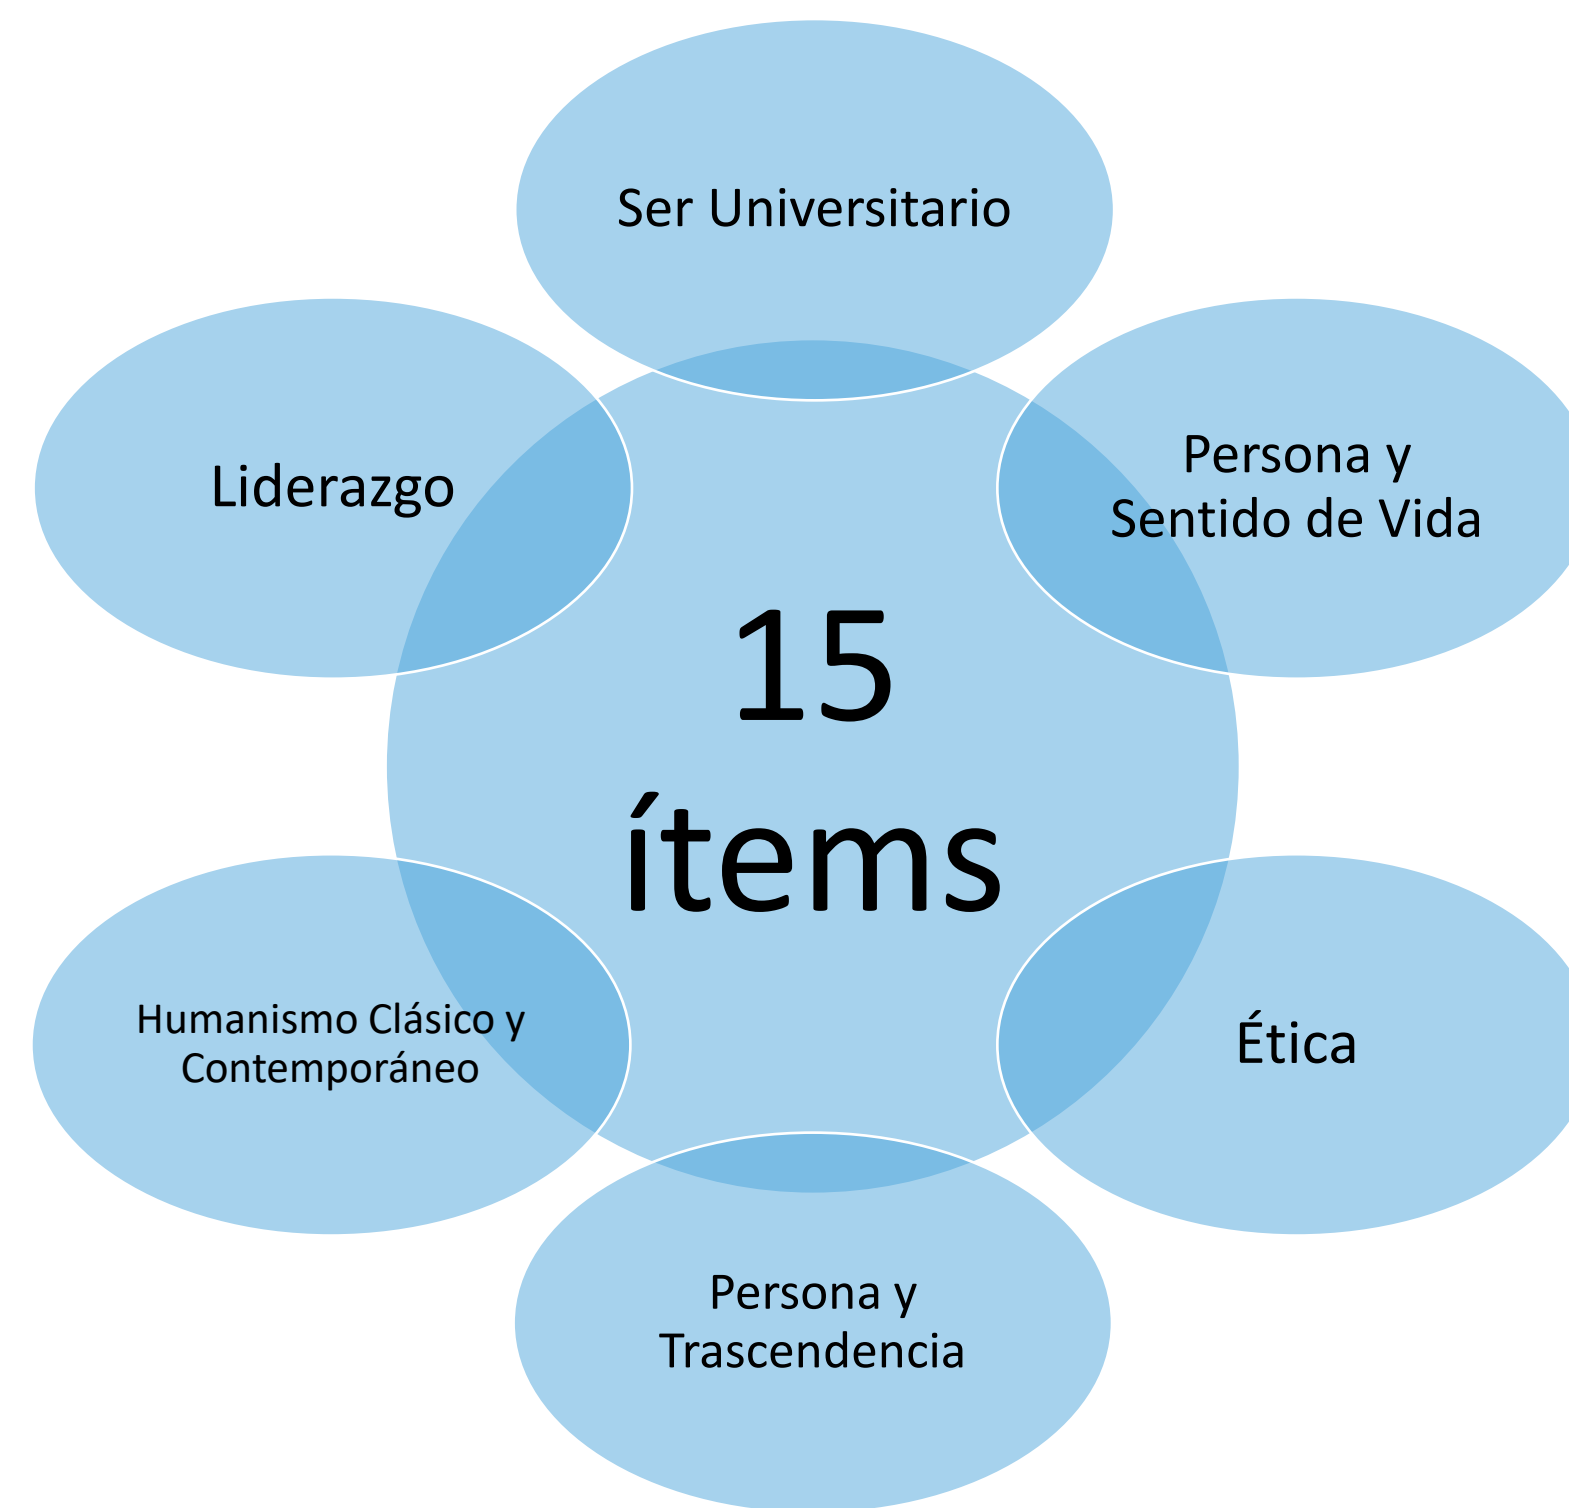 Ser Universitario
Persona y
Sentido de Vida
Ética
Persona y
Trascendencia
Humanismo Clásico y
Contemporáneo
Liderazgo
15
ítems